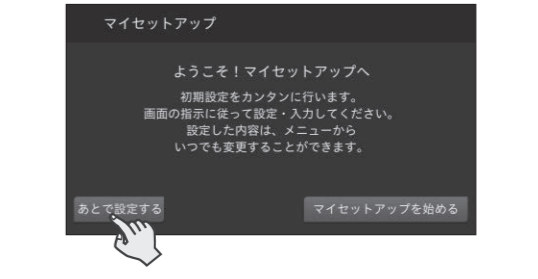 マイセットアップ
ようこそ！マイセットアップへ
初期設定をカンタンに行います。
画面の指示に従って設定・入力してください。
設定した内容は、メニューから
いつでも変更することができます。
あとで設定する
マイセットアップを始める